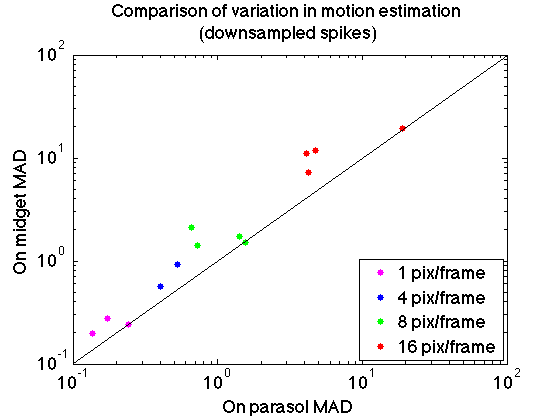 Comparison of variation in motion estimation
(downsampled spikes)
10^2
10^1
10^0
10^-1
On midget MAD
1 pix/frame
4 pix/frame
8 pix/frame
16 pix/frame
10^-1 10^0 10^1 10^2
On parasol MAD